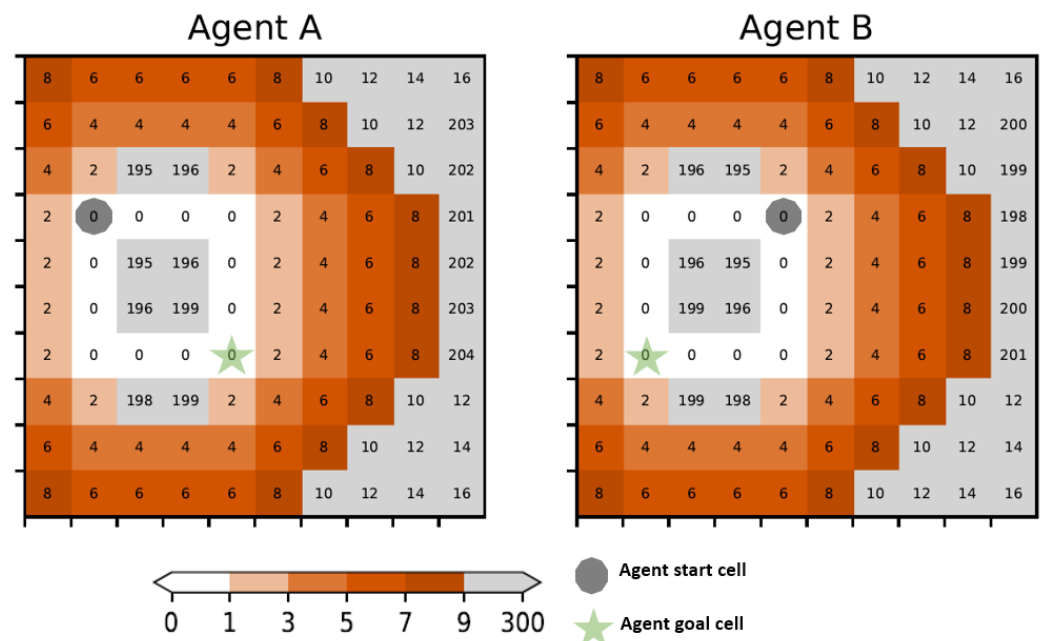 Agent A
Agent B
8 6 6 6 6 8 10 12 14 16
6 4 4 4 4 6 8 10 12 203
4 2 195 196 2 4 6 8 10 202
2 0 0 0 0 2 4 6 8 201
2 0 195 196 0 2 4 6 8 202
2 0 196 199 0 2 4 6 8 203
2 0 0 0 0 2 4 6 8 204
4 2 198 199 2 4 6 8 10 12
6 4 4 4 4 6 8 10 12 14
8 6 6 6 6 8 10 12 14 16
8 6 6 6 6 8 10 12 14 16
6 4 4 4 4 6 8 10 12 200
4 2 196 195 2 4 6 8 10 199
2 0 0 0 0 2 4 6 8 198
2 0 196 195 0 2 4 6 8 199
2 0 199 196 0 2 4 6 8 200
2 0 0 0 0 2 4 6 8 201
4 2 199 198 2 4 6 8 10 12
6 4 4 4 4 6 8 10 12 14
8 6 6 6 6 8 10 12 14 16
0 1 3 5 7 9 300
Agent start cell
Agent goal cell